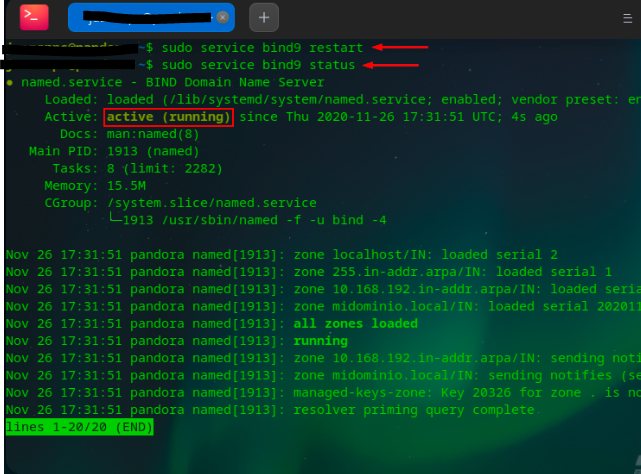 ~$ sudo service bind9 restart
~$ sudo service bind9 status
● named.service - BIND Domain Name Server
Loaded: loaded (/lib/systemd/system/named.service; enabled; vendor preset: en
Active: active (running) since Thu 2020-11-26 17:31:51 UTC; 4s ago
Docs: man:named(8)
Main PID: 1913 (named)
Tasks: 8 (limit: 2282)
Memory: 15.5M
CGroup: /system.slice/named.service
└─1913 /usr/sbin/named -f -u bind -4
Nov 26 17:31:51 pandora named[1913]: zone localhost/IN: loaded serial 2
Nov 26 17:31:51 pandora named[1913]: zone 255.in-addr.arpa/IN: loaded serial 1
Nov 26 17:31:51 pandora named[1913]: zone 10.168.192.in-addr.arpa/IN: loaded seria
Nov 26 17:31:51 pandora named[1913]: zone midominio.local/IN: loaded serial 202011
Nov 26 17:31:51 pandora named[1913]: all zones loaded
Nov 26 17:31:51 pandora named[1913]: running
Nov 26 17:31:51 pandora named[1913]: zone 10.168.192.in-addr.arpa/IN: sending noti
Nov 26 17:31:51 pandora named[1913]: zone midominio.local/IN: sending notifies (se
Nov 26 17:31:51 pandora named[1913]: managed-keys-zone: Key 20326 for zone . is no
Nov 26 17:31:51 pandora named[1913]: resolver priming query complete
lines 1-20/20 (END)